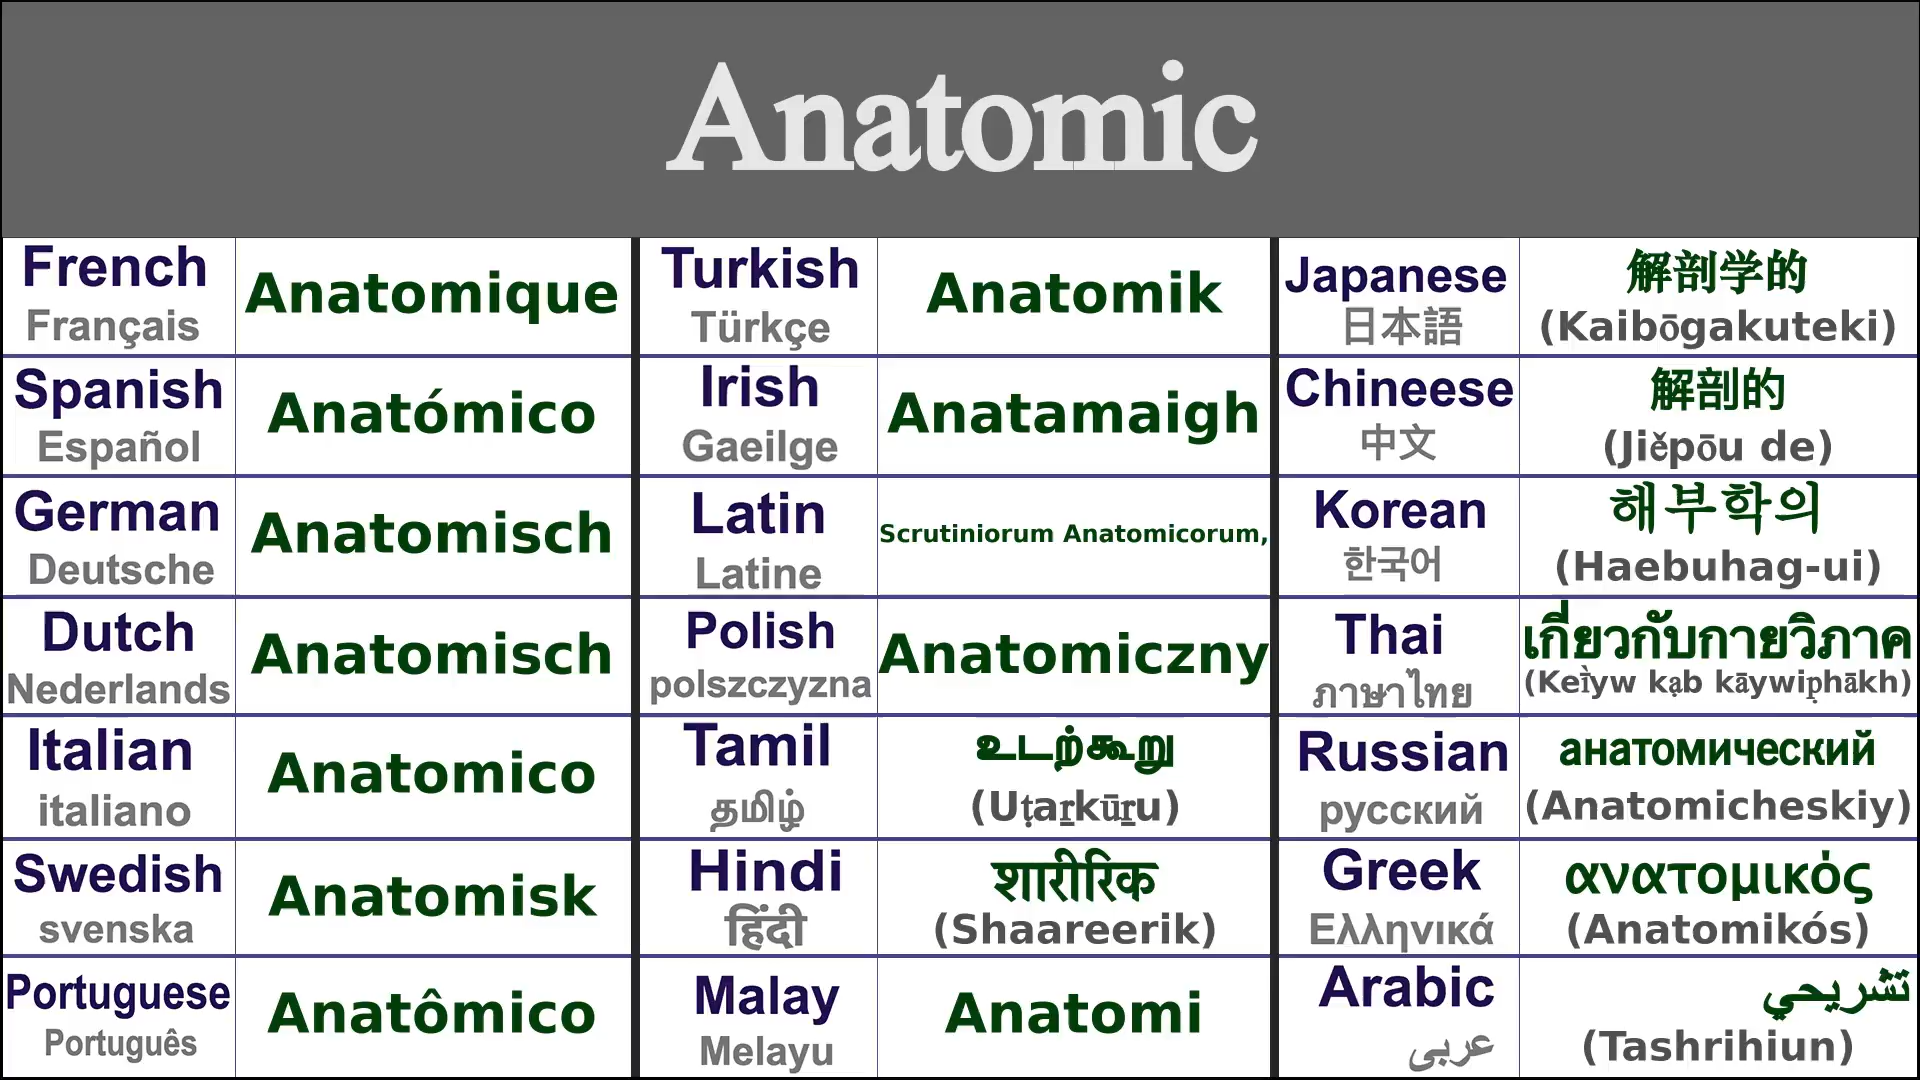 Anatomic
French
Français
Anatomique
Turkish
Türkçe
Anatomik
Japanese
日本語
解剖学的
(Kaibōgakuteki)
Spanish
Español
Anatómico
Irish
Gaeilge
Anatamaigh
Chineese
中文
解剖的
(Jiěpōu de)
German
Deutsche
Anatomisch
Latin
Latine
Scrutiniorum Anatomicorum,
Korean
한국어
해부학의
(Haebuhag-ui)
Dutch
Nederlands
Anatomisch
Polish
polszczyzna
Anatomiczny
Thai
ภาษาไทย
เกี่ยวกับกายวิภาค
(Keī̀yw kạb kāywip̣hākh)
Italian
italiano
Anatomico
Tamil
தமிழ்
உடற்கூறு
(Uṭaṟkūṟu)
Russian
русский
анатомический
(Anatomicheskiy)
Swedish
svenska
Anatomisk
Hindi
हिंदी
शारीरिक
(Shaareerik)
Greek
Ελληνικά
ανατομικός
(Anatomikós)
Portuguese
Português
Anatômico
Malay
Melayu
Anatomi
Arabic
عربى
تشريحي
(Tashrihiun)